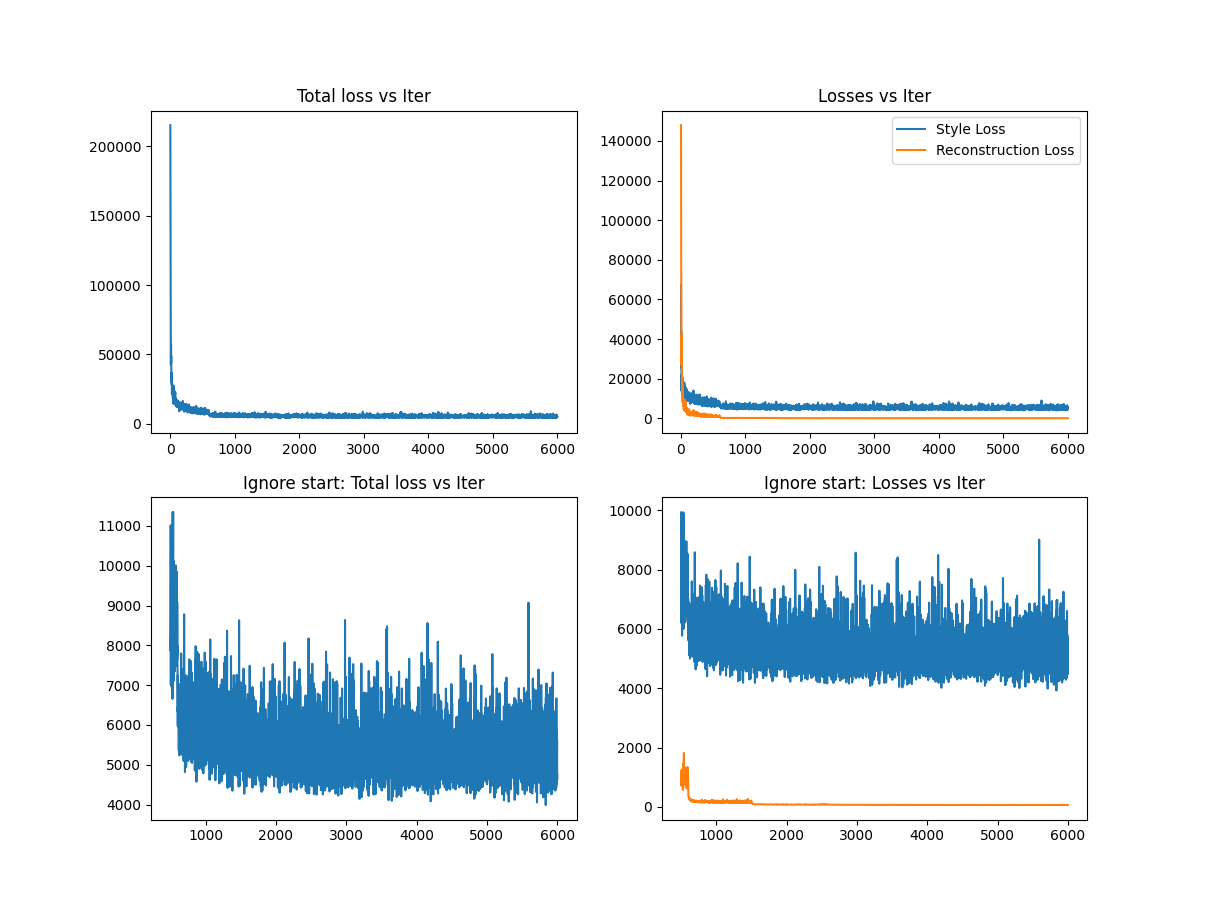 Total loss vs Iter
200000
150000
100000
50000
0
0 1000 2000 3000 4000 5000 6000
Losses vs Iter
Style Loss
Reconstruction Loss
140000
120000
100000
80000
60000
40000
20000
0
0 1000 2000 3000 4000 5000 6000
Ignore start: Total loss vs Iter
11000
10000
9000
8000
7000
6000
5000
4000
1000 2000 3000 4000 5000 6000
Ignore start: Losses vs Iter
10000
8000
6000
4000
2000
0
1000 2000 3000 4000 5000 6000